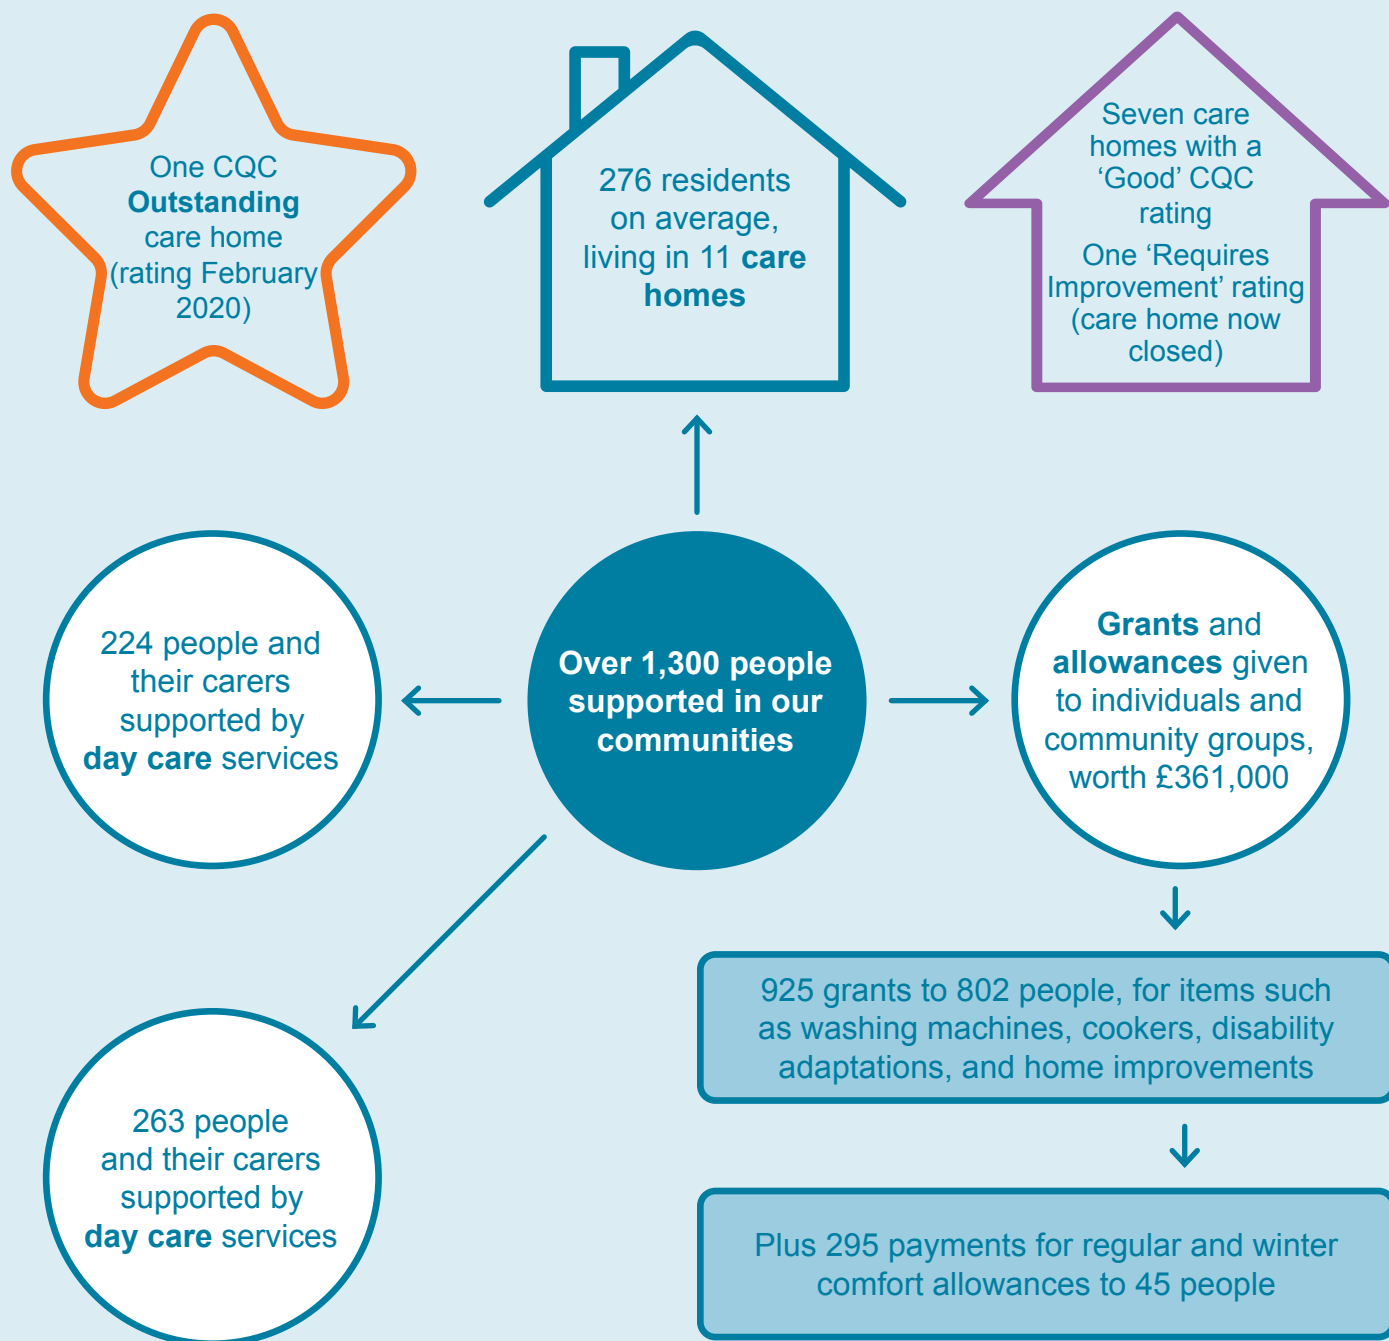 One CQC
Outstanding
care home
(rating February
2020)
276 residents
on average,
living in 11 care
homes
Seven care
homes with a
‘Good’ CQC
rating
One ‘Requires
Improvement’ rating
(care home now
closed)
224 people and
their carers
supported by
day care services
Over 1,300 people
supported in our
communities
Grants and
allowances given
to individuals and
community groups,
worth £361,000
925 grants to 802 people, for items such
as washing machines, cookers, disability
adaptations, and home improvements
263 people
and their carers
supported by
day care services
Plus 295 payments for regular and winter
comfort allowances to 45 people